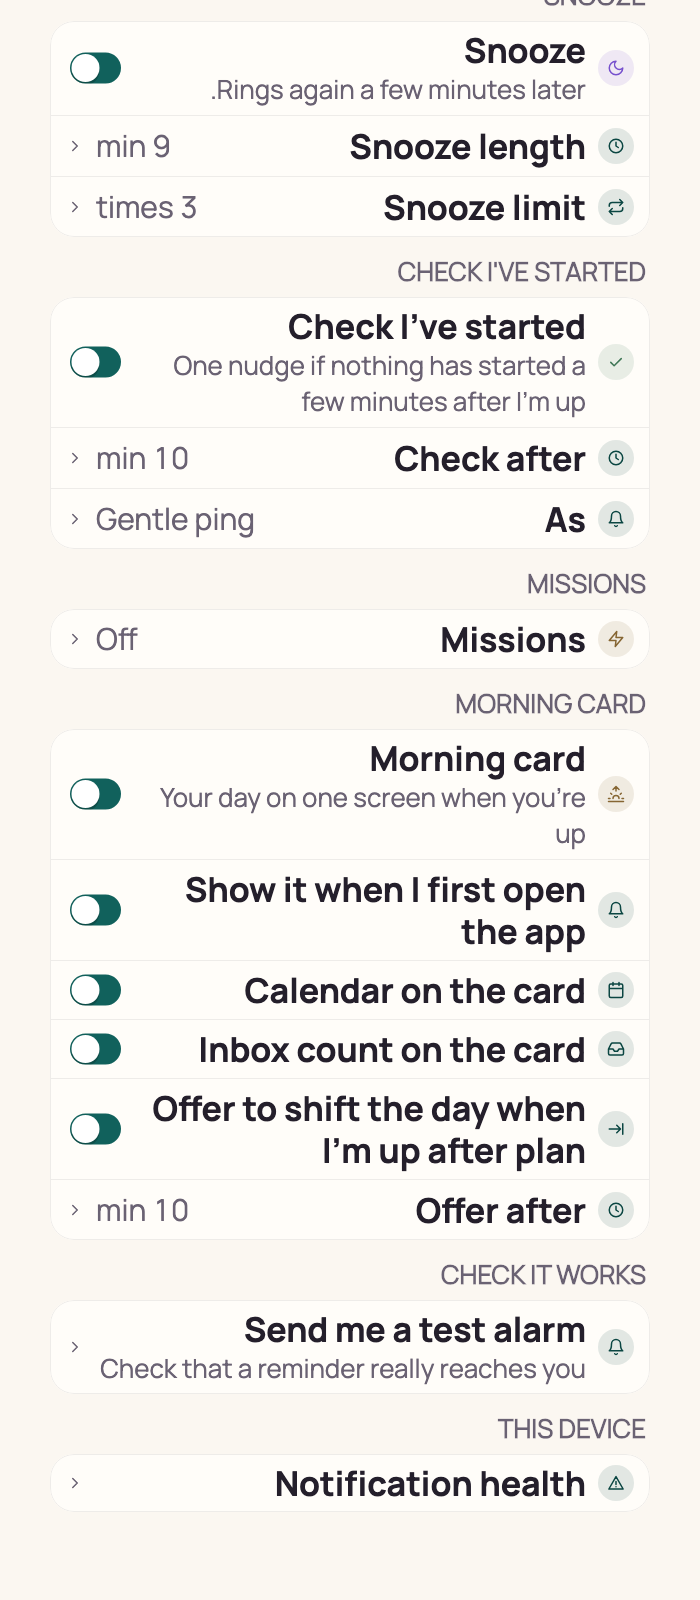 SNOOZE
Snooze
.Rings again a few minutes later
Snooze length
min 9
Snooze limit
times 3
CHECK I'VE STARTED
Check I've started
One nudge if nothing has started a
few minutes after I'm up
Check after
min 10
As
Gentle ping
MISSIONS
Missions
Off
MORNING CARD
Morning card
Your day on one screen when you're
up
Show it when I first open
the app
Calendar on the card
Inbox count on the card
Offer to shift the day when
I'm up after plan
Offer after
min 10
CHECK IT WORKS
Send me a test alarm
Check that a reminder really reaches you
THIS DEVICE
Notification health